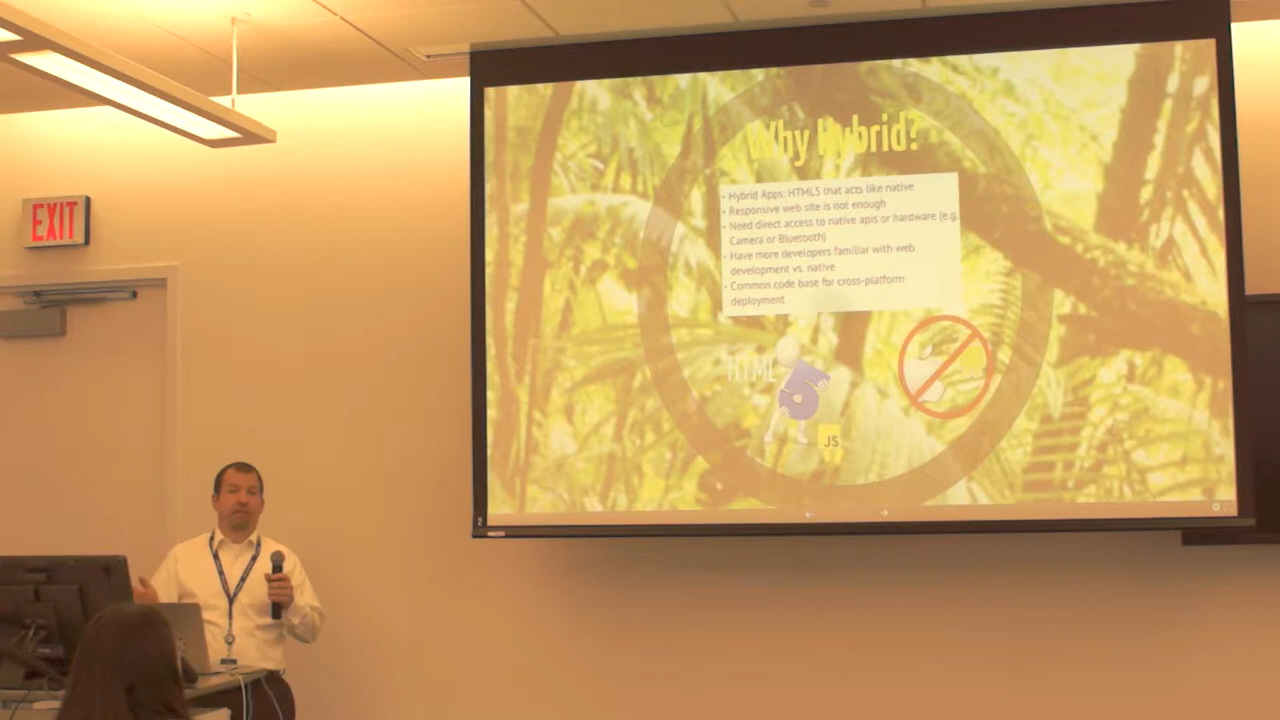 Why Hybrid?
- Hybrid Apps: HTML5 that acts like native
- Responsive web site is not enough
- Need direct access to native apis or hardware (e.g.
Camera or Bluetooth)
- Have more developers familiar with web
development vs. native
- Common code base for cross-platform
deployment
HTML
5
JS
EXIT